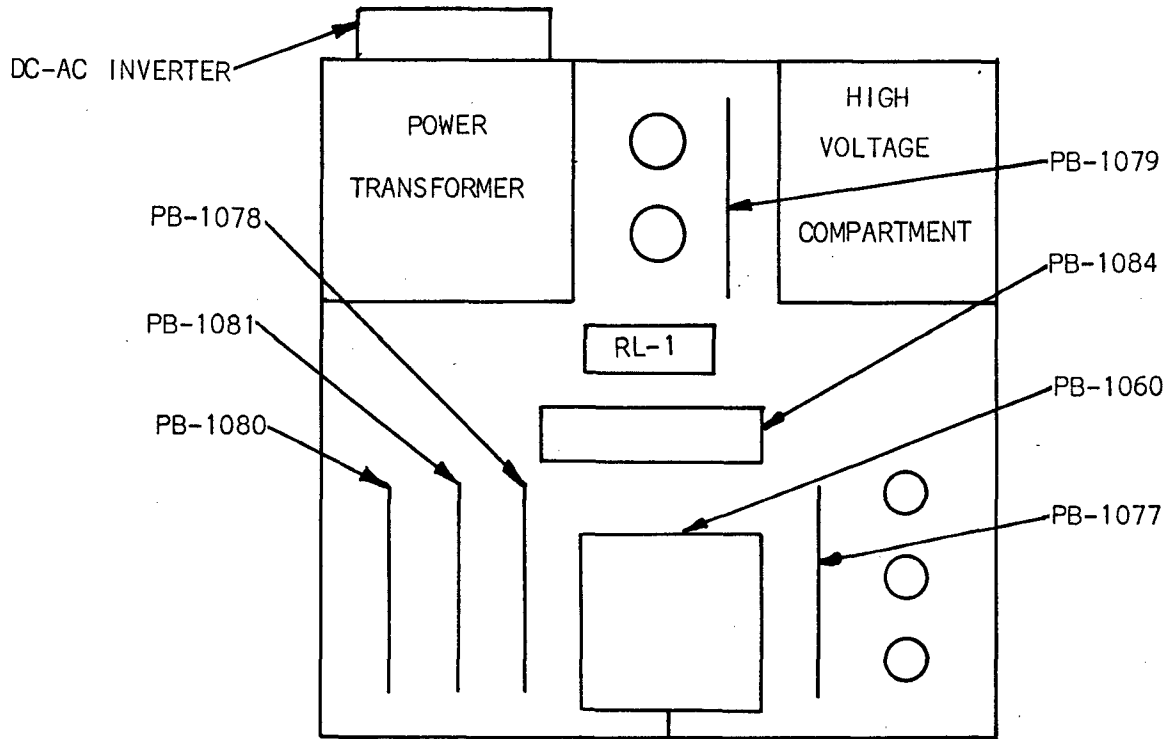 DC-AC INVERTER
POWER
TRANSFORMER
HIGH
VOLTAGE
COMPARTMENT
PB-1079
PB-1078
PB-1084
PB-1081
RL-1
PB-1060
PB-1080
PB-1077